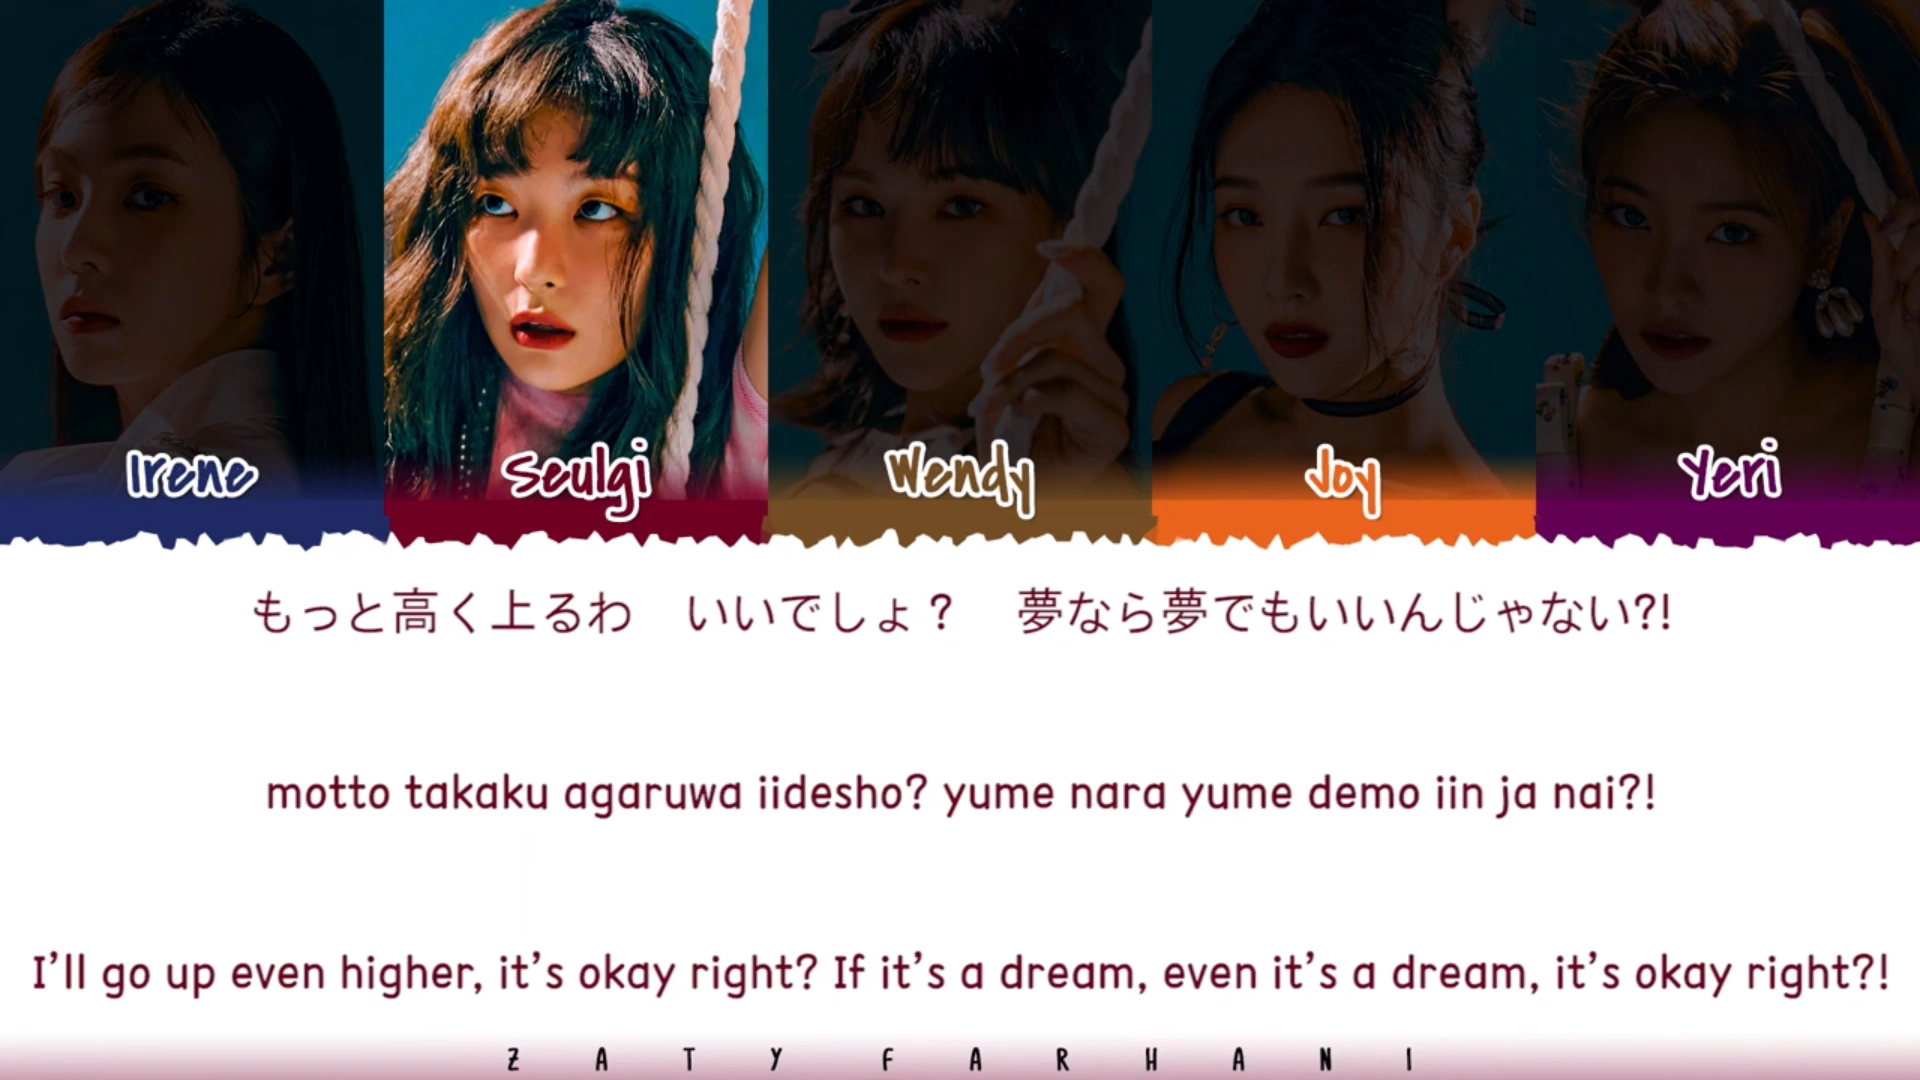 Irene Seulgi Wendy Joy Yeri
もっと高く上るわ　いいでしょ？　夢なら夢でもいいんじゃない?!
motto takaku agaruwa iidesho? yume nara yume demo iin ja nai?!
I'll go up even higher, it's okay right? If it's a dream, even it's a dream, it's okay right?!
ZATY FARHANI